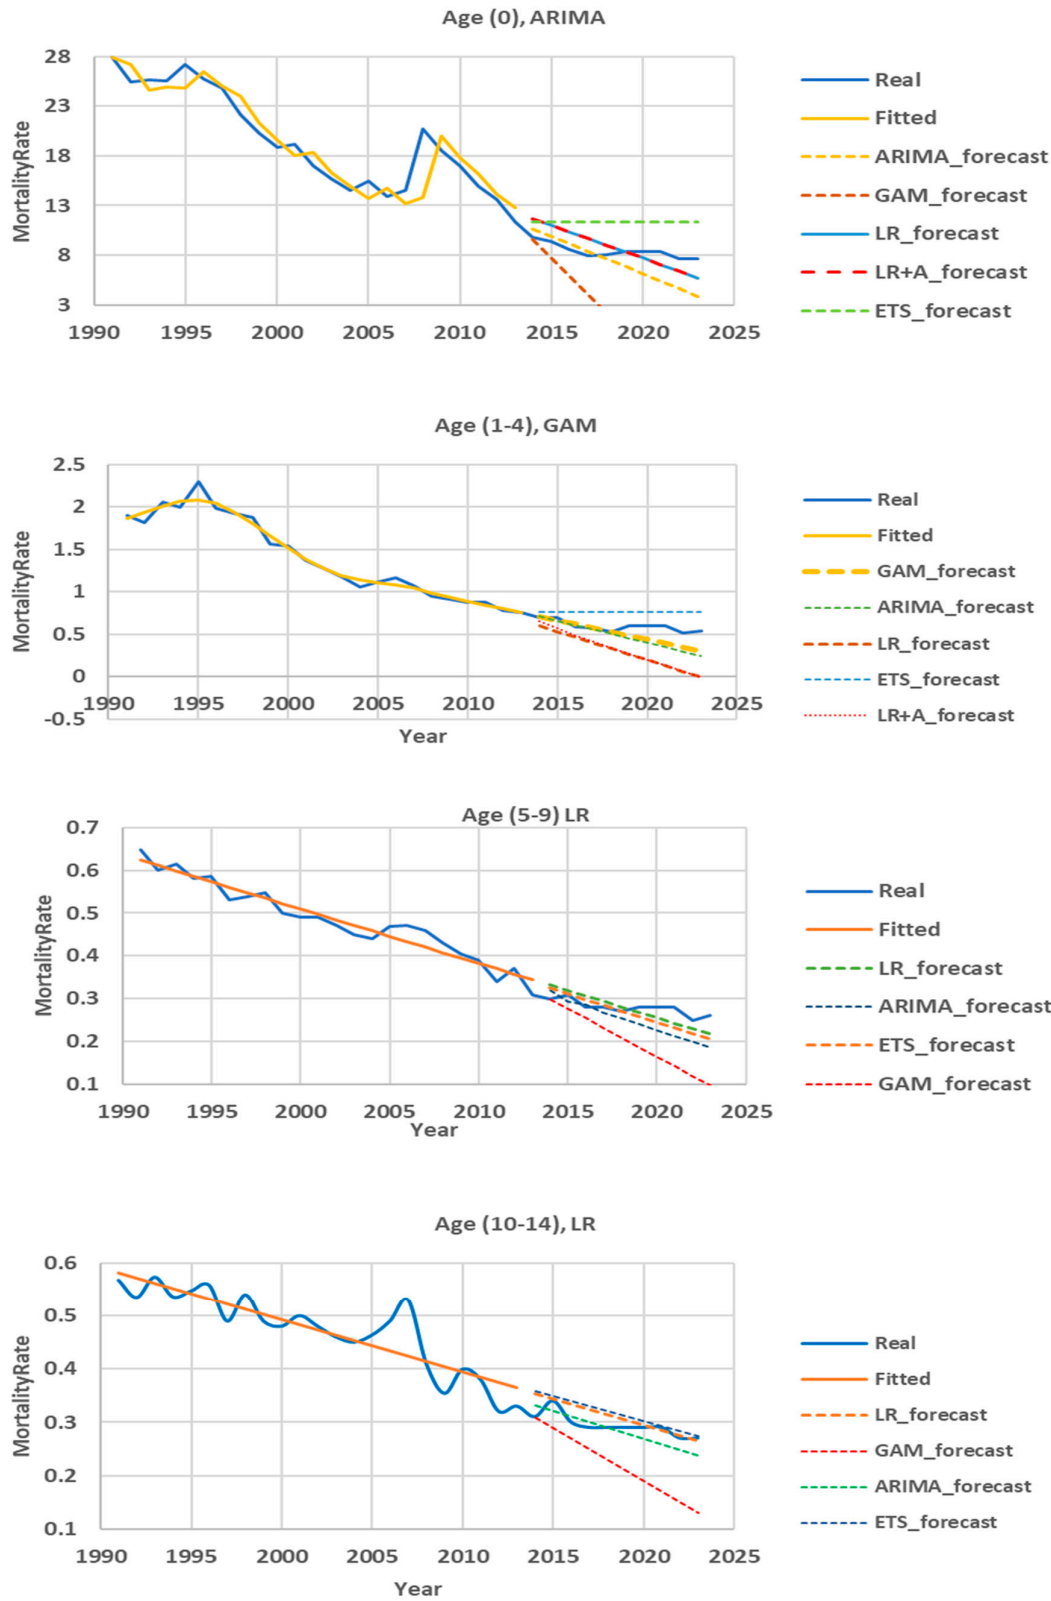 Age (0), ARIMA
28
23
18
13
8
3
MortalityRate
1990 1995 2000 2005 2010 2015 2020 2025
Real
Fitted
ARIMA_forecast
GAM_forecast
LR_forecast
LR+A_forecast
ETS_forecast
Age (1-4), GAM
2.5
2
1.5
1
0.5
0
-0.5
MortalityRate
1990 1995 2000 2005 2010 2015 2020 2025
Year
Real
Fitted
GAM_forecast
ARIMA_forecast
LR_forecast
ETS_forecast
LR+A_forecast
Age (5-9) LR
0.7
0.6
0.5
0.4
0.3
0.2
0.1
MortalityRate
1990 1995 2000 2005 2010 2015 2020 2025
Year
Real
Fitted
LR_forecast
ARIMA_forecast
ETS_forecast
GAM_forecast
Age (10-14), LR
0.6
0.5
0.4
0.3
0.2
0.1
MortalityRate
1990 1995 2000 2005 2010 2015 2020 2025
Year
Real
Fitted
LR_forecast
GAM_forecast
ARIMA_forecast
ETS_forecast